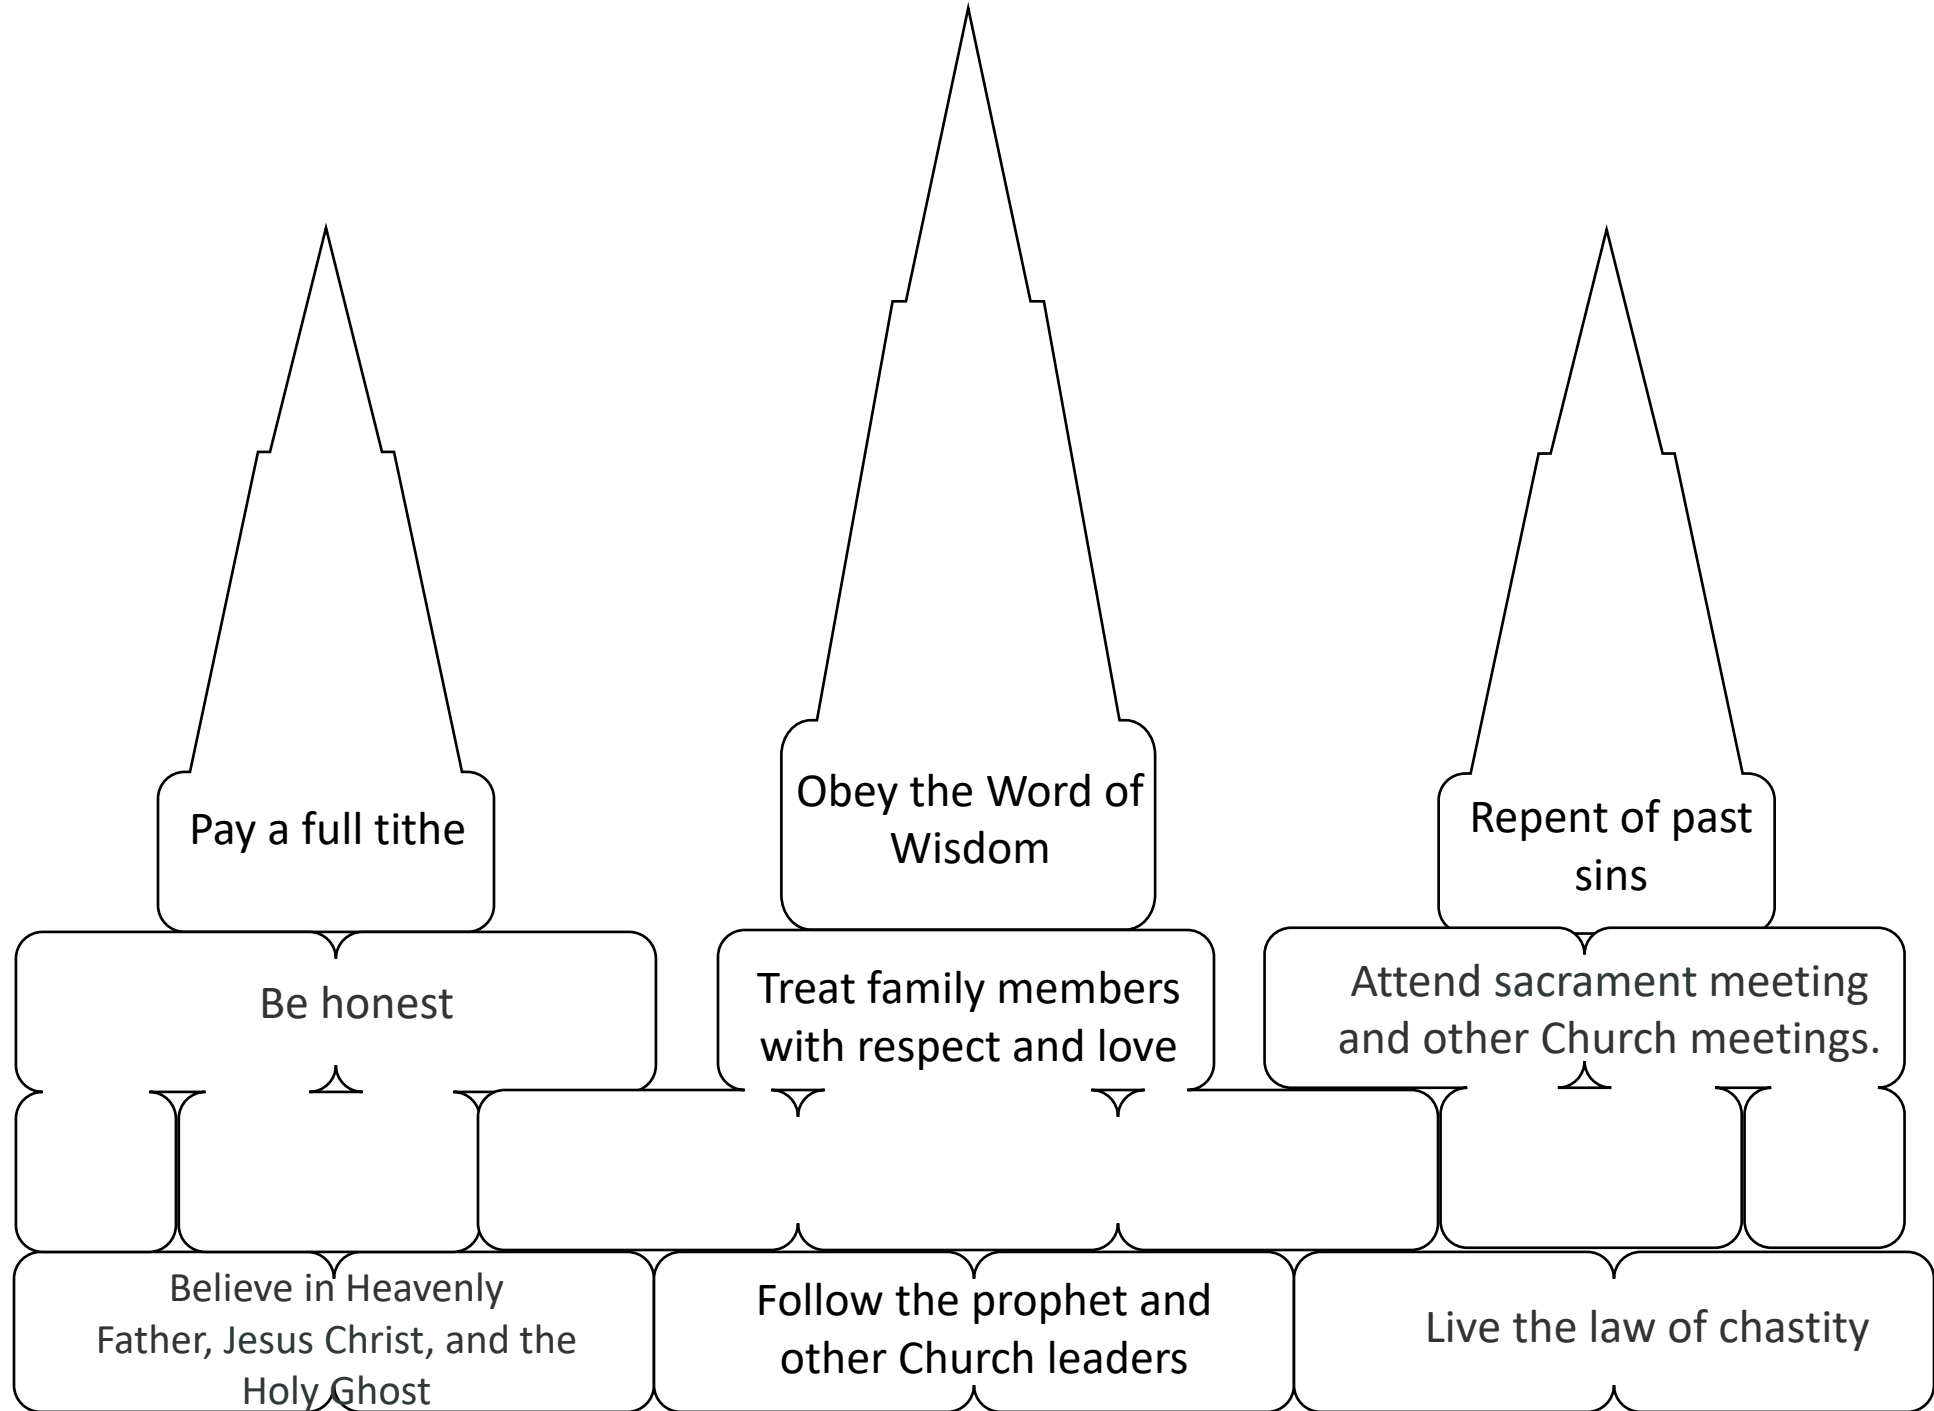 Pay a full tithe
Obey the Word of
Wisdom
Repent of past
sins
Be honest
Treat family members
with respect and love
Attend sacrament meeting
and other Church meetings.
Believe in Heavenly
Father, Jesus Christ, and the
Holy Ghost
Follow the prophet and
other Church leaders
Live the law of chastity